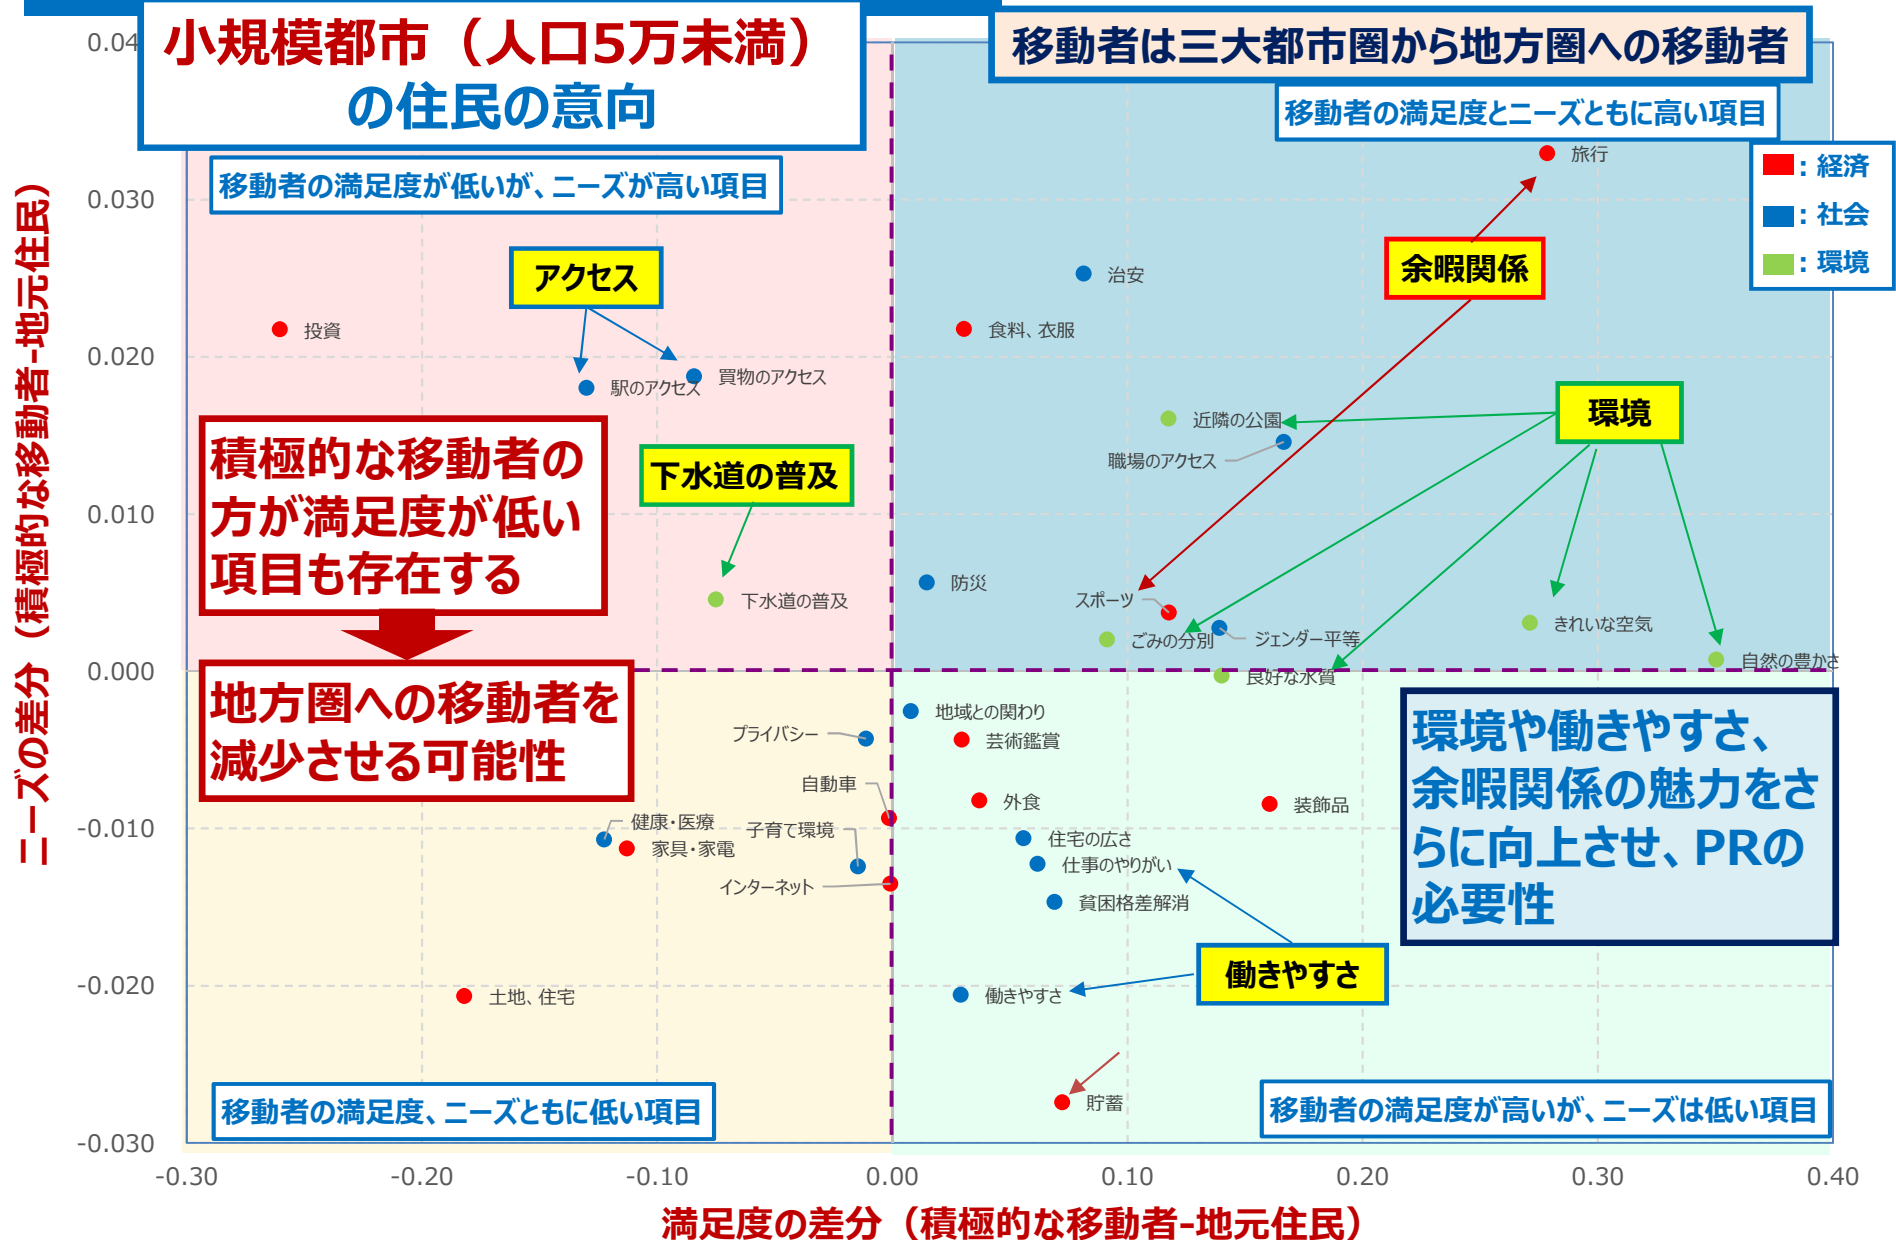 小規模都市（人口5万未満）
の住民の意向
移動者は三大都市圏から地方圏への移動者
移動者の満足度とニーズともに高い項目
移動者の満足度が低いが、ニーズが高い項目
：経済
：社会
：環境
ニーズの差分（積極的な移動者-地元住民）
0.04
0.030
0.020
0.010
0.000
-0.010
-0.020
-0.030
旅行
アクセス
余暇関係
治安
投資
食料、衣服
駅のアクセス
買物のアクセス
環境
近隣の公園
職場のアクセス
積極的な移動者の
方が満足度が低い
項目も存在する
下水道の普及
下水道の普及
防災
スポーツ
ごみの分別
ジェンダー平等
きれいな空気
自然の豊かさ
良好な水質
地方圏への移動者を
減少させる可能性
地域との関わり
プライバシー
芸術鑑賞
自動車
外食
装飾品
環境や働きやすさ、
余暇関係の魅力をさ
らに向上させ、PRの
必要性
健康・医療
子育て環境
家具・家電
住宅の広さ
仕事のやりがい
インターネット
貧困格差解消
働きやすさ
土地、住宅
働きやすさ
貯蓄
移動者の満足度、ニーズともに低い項目
移動者の満足度が高いが、ニーズは低い項目
-0.30
-0.20
-0.10
0.00
0.10
0.20
0.30
0.40
満足度の差分（積極的な移動者-地元住民）